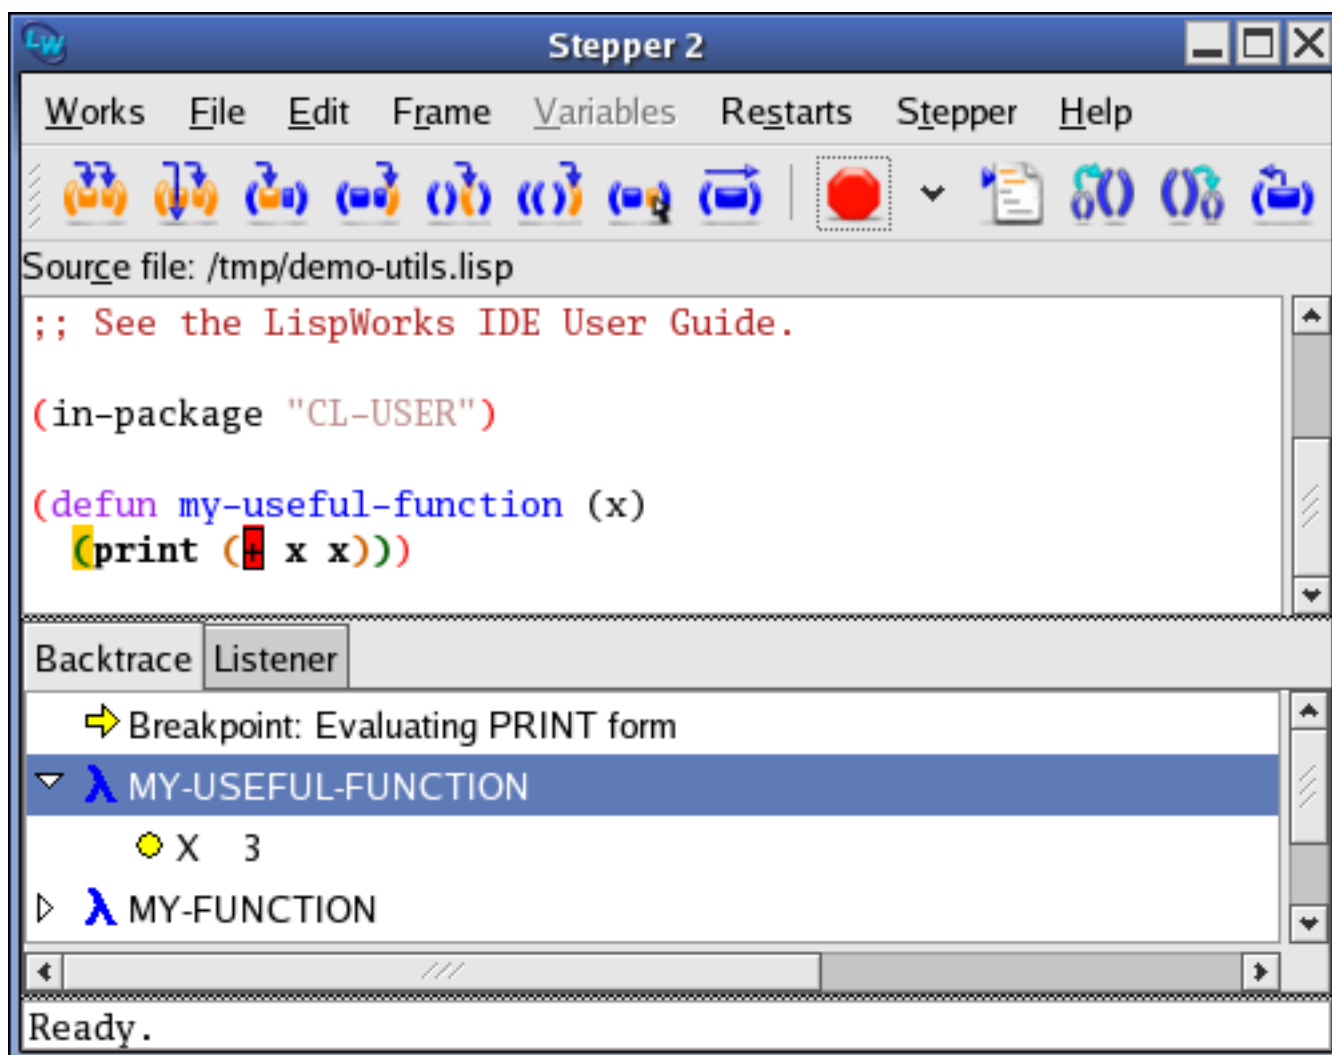 LW Stepper 2
Works File Edit Frame Variables Restarts Stepper Help
Source file: /tmp/demo-utils.lisp
;; See the LispWorks IDE User Guide.
(in-package "CL-USER")
(defun my-useful-function (x)
(print (+ x x)))
Backtrace Listener
Breakpoint: Evaluating PRINT form
λ MY-USEFUL-FUNCTION
X 3
λ MY-FUNCTION
Ready.